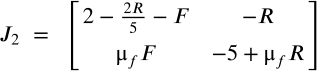 J₂ = [ 2 − 2R/5 − F   −R
μ_f F   −5 + μ_f R ]